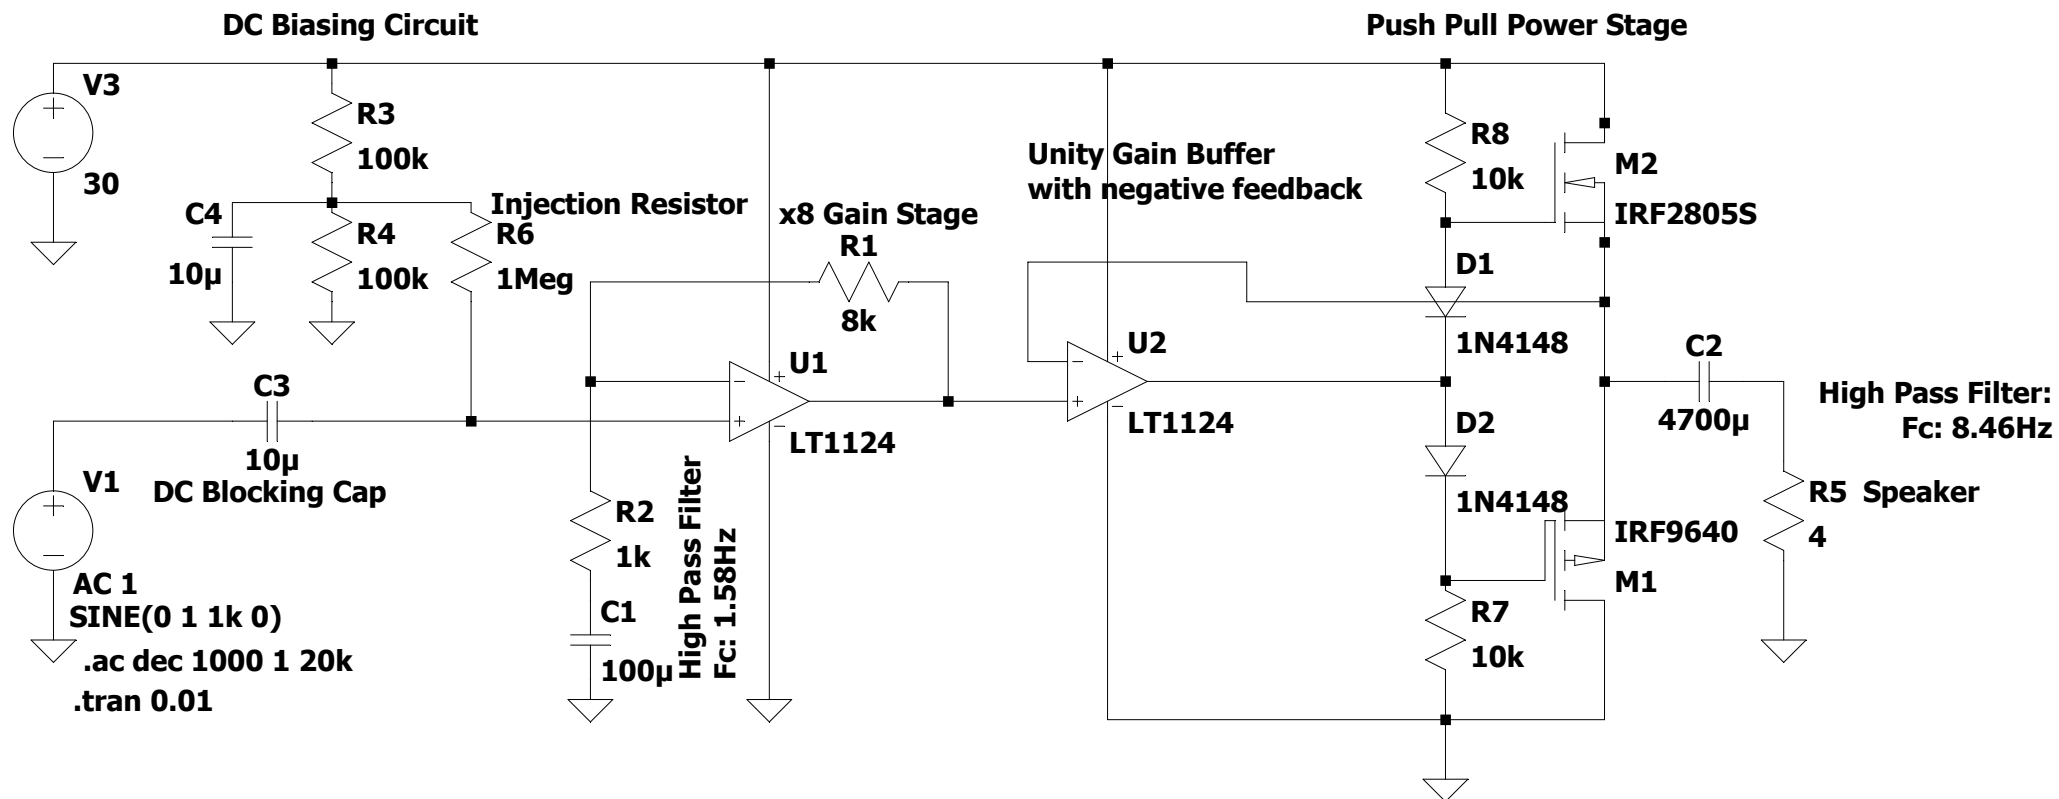 DC Biasing Circuit
Push Pull Power Stage
V3
+
−
30
R3
100k
C4
10µ
R4
100k
Injection Resistor
R6
1Meg
x8 Gain Stage
R1
8k
Unity Gain Buffer
with negative feedback
R8
10k
M2
IRF2805S
D1
1N4148
U1
−
+
+
−
LT1124
U2
−
+
+
−
LT1124
C3
10µ
DC Blocking Cap
V1
+
−
AC 1
SINE(0 1 1k 0)
.ac dec 1000 1 20k
.tran 0.01
R2
1k
C1
100µ
High Pass Filter
Fc: 1.58Hz
D2
1N4148
IRF9640
M1
R7
10k
C2
4700µ
High Pass Filter:
Fc: 8.46Hz
R5 Speaker
4